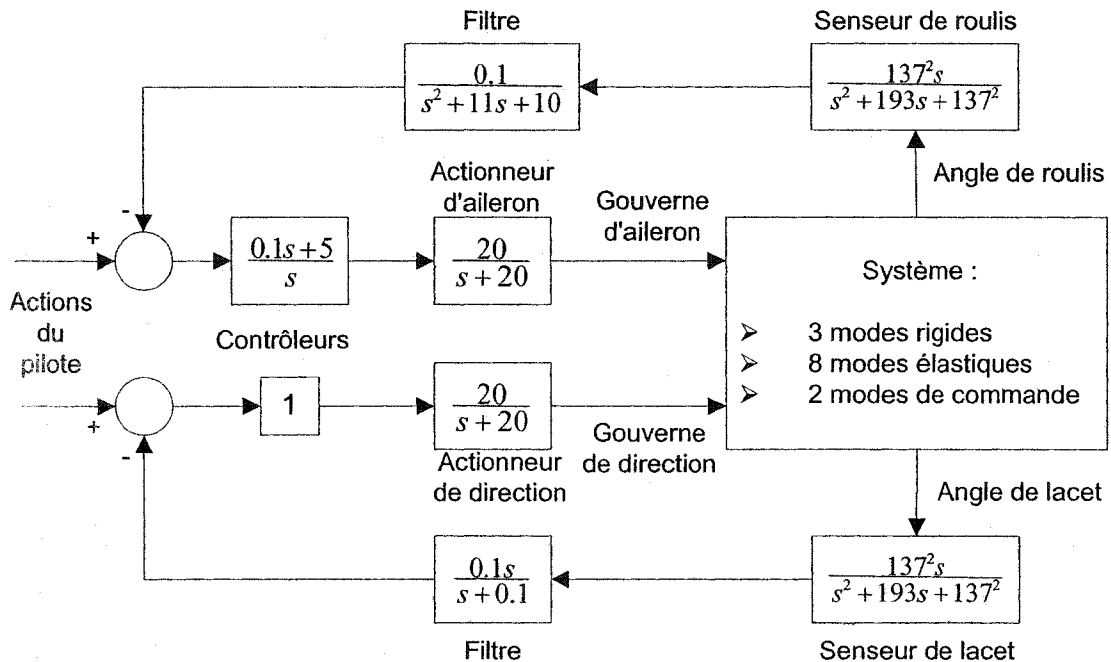 Filtre
Senseur de roulis
0.1
s² + 11s + 10
137²s
s² + 193s + 137²
Actionneur
d'aileron
Gouverne
d'aileron
Angle de roulis
-
+
0.1s + 5
s
20
s + 20
Système :
Actions
du
pilote
Contrôleurs
➢ 3 modes rigides
➢ 8 modes élastiques
➢ 2 modes de commande
+
-
1
20
s + 20
Actionneur
de direction
Gouverne
de direction
Angle de lacet
0.1s
s + 0.1
137²s
s² + 193s + 137²
Filtre
Senseur de lacet